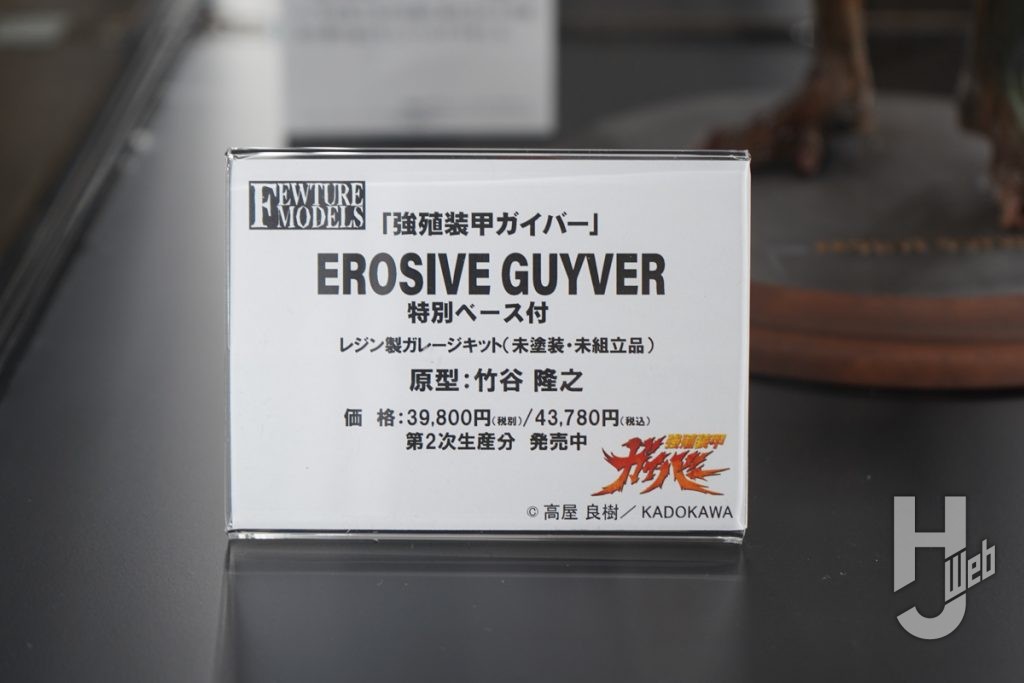 FEWTURE
MODELS
「強殖装甲ガイバー」
EROSIVE GUYVER
特別ベース付
レジン製ガレージキット（未塗装・未組立品）
原型：竹谷 隆之
価 格：39,800円（税別）/43,780円（税込）
第2次生産分 発売中
強殖装甲
ガイバー
© 高屋 良樹／ KADOKAWA
HJ Web